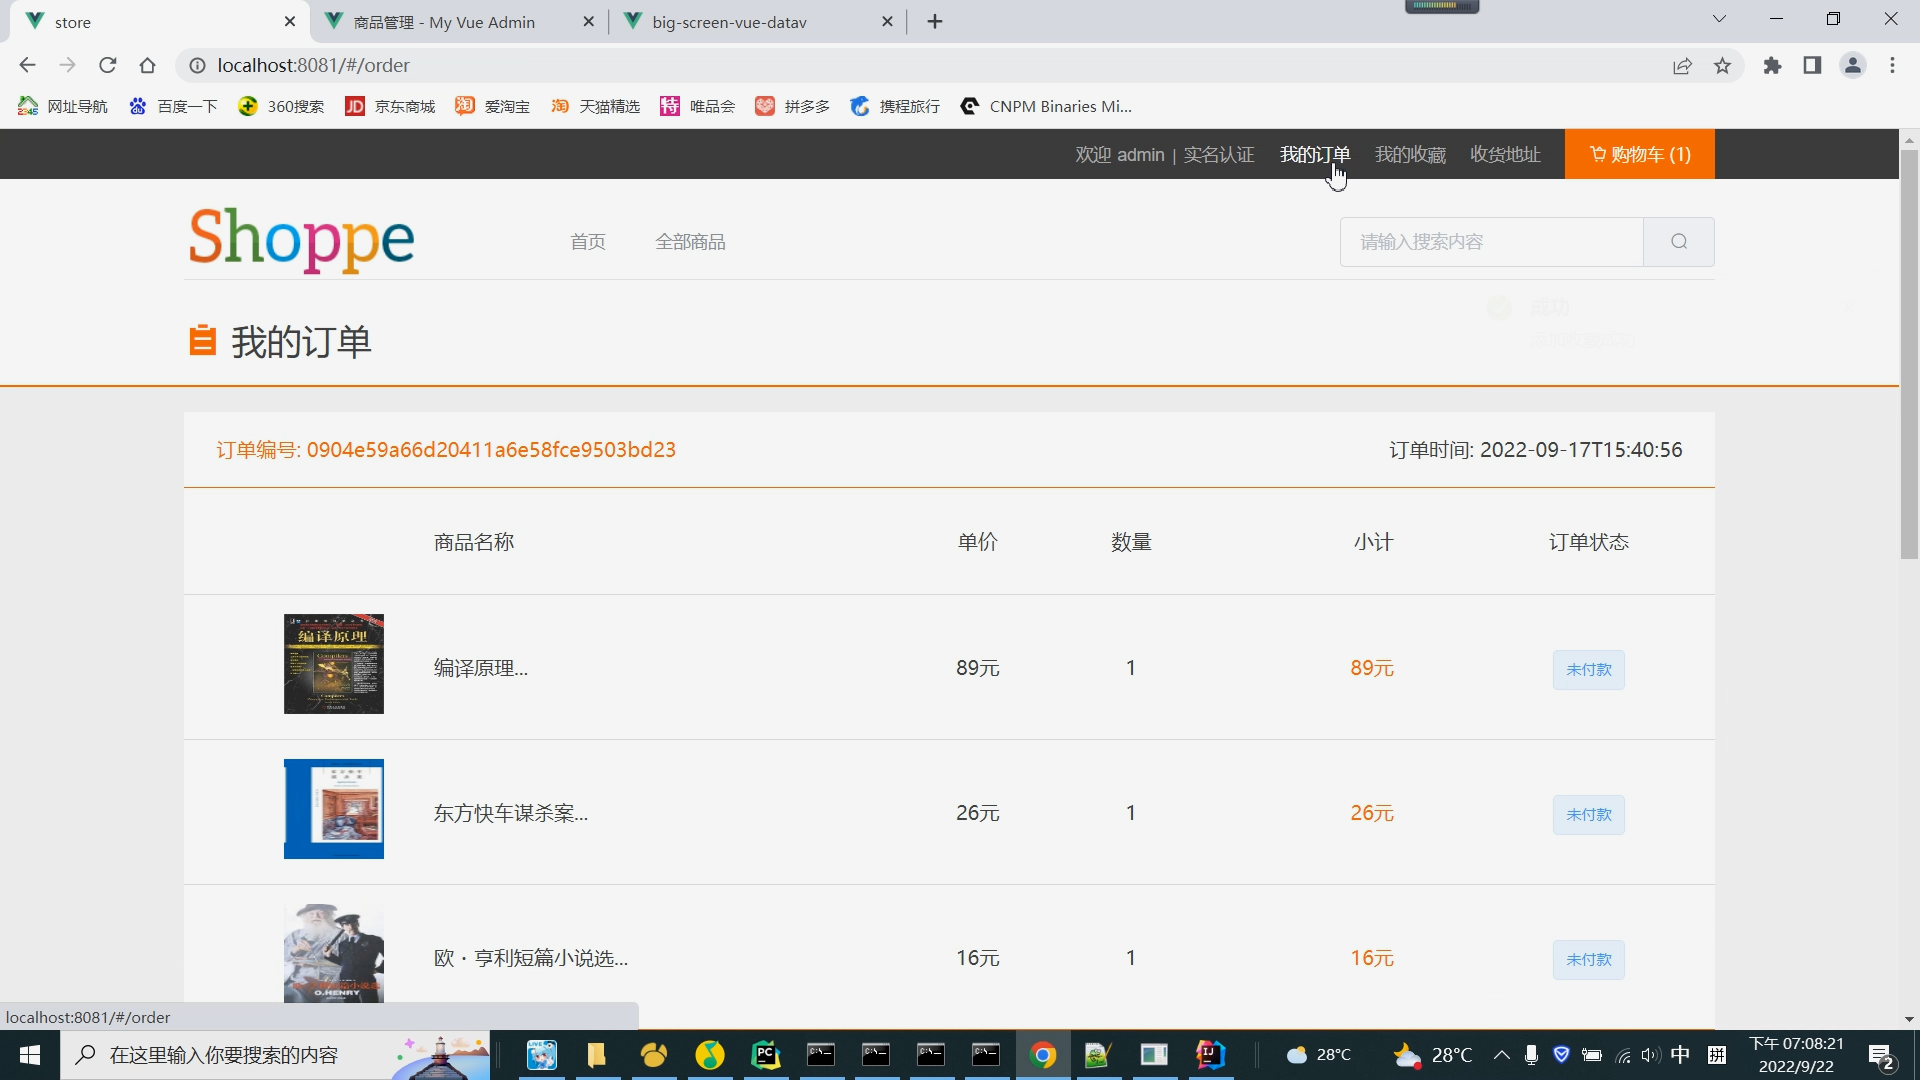 store
商品管理 - My Vue Admin
big-screen-vue-datav
localhost:8081/#/order
网址导航
百度一下
360搜索
JD 京东商城
淘 爱淘宝
淘 天猫精选
特 唯品会
拼多多
携程旅行
CNPM Binaries Mi...
欢迎 admin | 实名认证
我的订单
我的收藏
收货地址
购物车 (1)
Shoppe
首页
全部商品
请输入搜索内容
成功
我的订单
订单编号: 0904e59a66d20411a6e58fce9503bd23
订单时间: 2022-09-17T15:40:56
商品名称 单价 数量 小计 订单状态
编译原理
Compilers
编译原理... 89元 1 89元 未付款
东方快车谋杀案... 26元 1 26元 未付款
O.HENRY
欧·亨利短篇小说选... 16元 1 16元 未付款
localhost:8081/#/order
在这里输入你要搜索的内容
LIVE
PC
C:\_
C:\_
C:\_
C:\_
IJ
28°C
28°C
中
拼
下午 07:08:21
2022/9/22
2